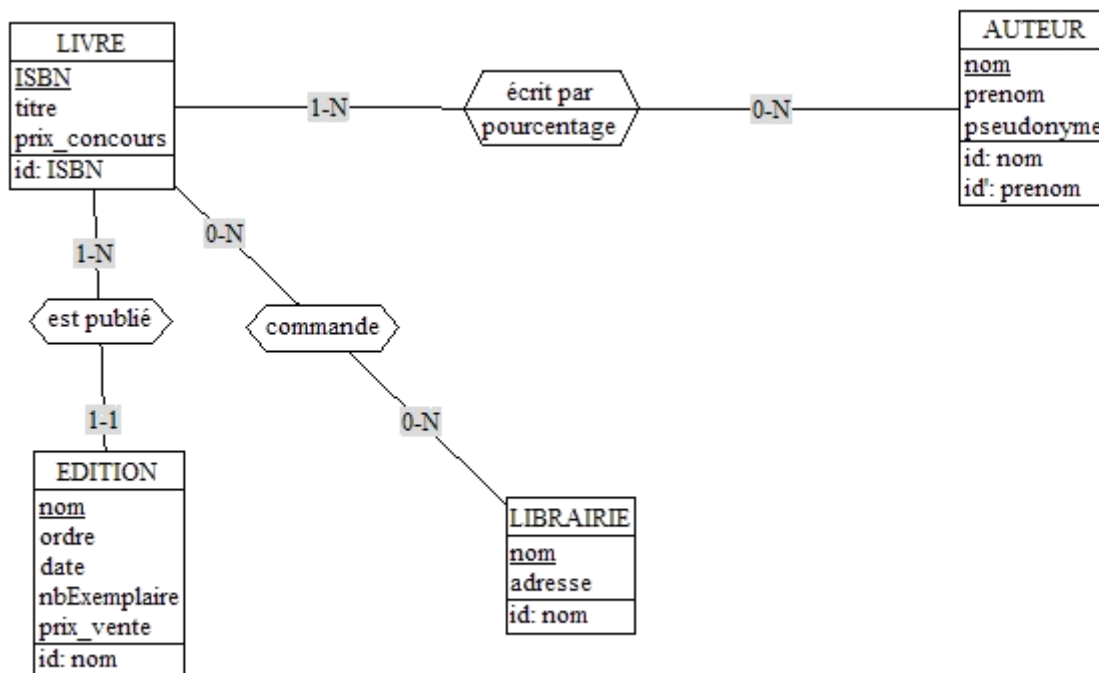 LIVRE
ISBN
titre
prix_concours
id: ISBN
1-N
écrit par
pourcentage
0-N
AUTEUR
nom
prenom
pseudonyme
id: nom
id': prenom
1-N
est publié
1-1
0-N
commande
0-N
EDITION
nom
ordre
date
nbExemplaire
prix_vente
id: nom
LIBRAIRIE
nom
adresse
id: nom